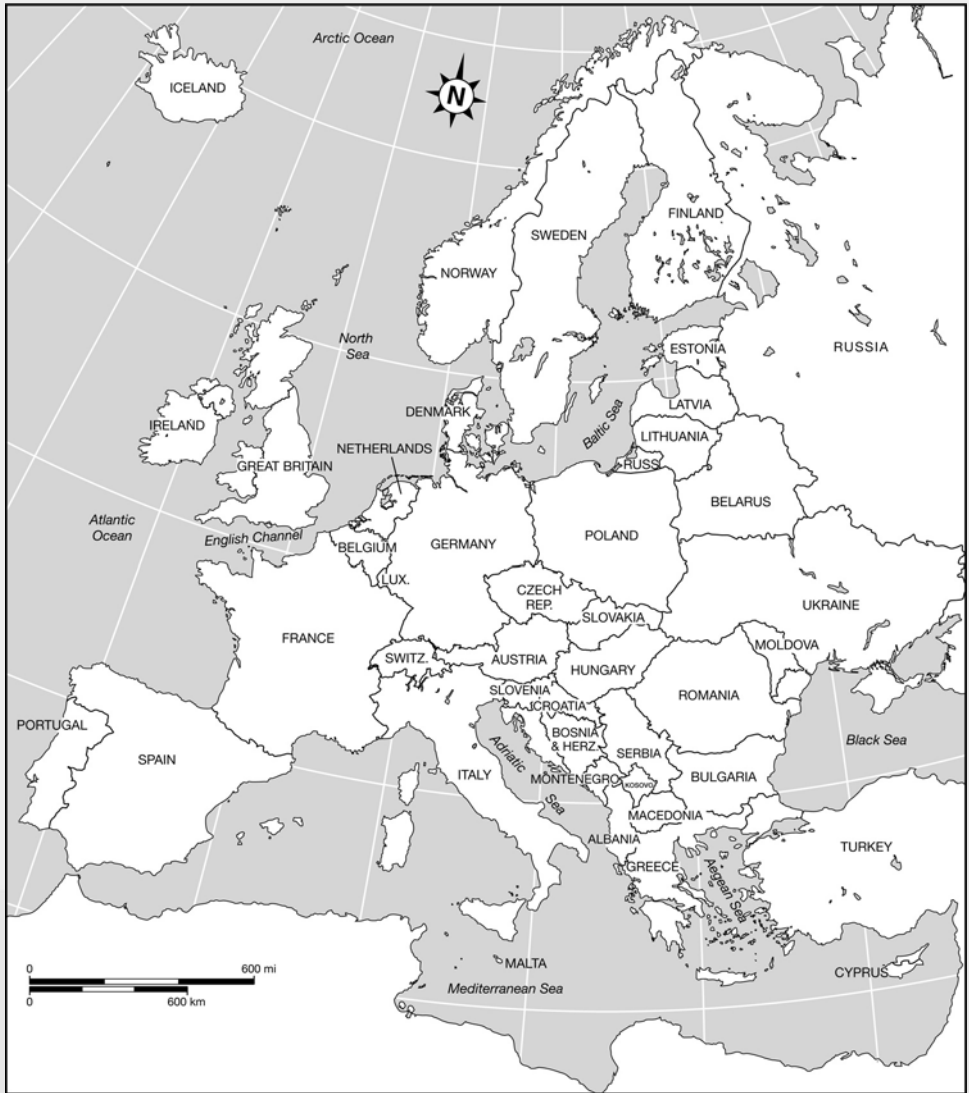 Arctic Ocean
ICELAND
N
FINLAND
SWEDEN
NORWAY
North
Sea
RUSSIA
ESTONIA
LATVIA
DENMARK
Baltic Sea
IRELAND
LITHUANIA
NETHERLANDS
RUSS.
GREAT BRITAIN
BELARUS
Atlantic
Ocean
English Channel
POLAND
GERMANY
BELGIUM
LUX.
CZECH
REP.
UKRAINE
SLOVAKIA
FRANCE
MOLDOVA
SWITZ.
AUSTRIA
HUNGARY
SLOVENIA
ROMANIA
CROATIA
PORTUGAL
BOSNIA
& HERZ.
Black Sea
SPAIN
Adriatic
Sea
SERBIA
ITALY
MONTENEGRO
KOSOVO
BULGARIA
MACEDONIA
ALBANIA
TURKEY
GREECE
Aegean Sea
MALTA
CYPRUS
Mediterranean Sea
0 600 mi
0 600 km